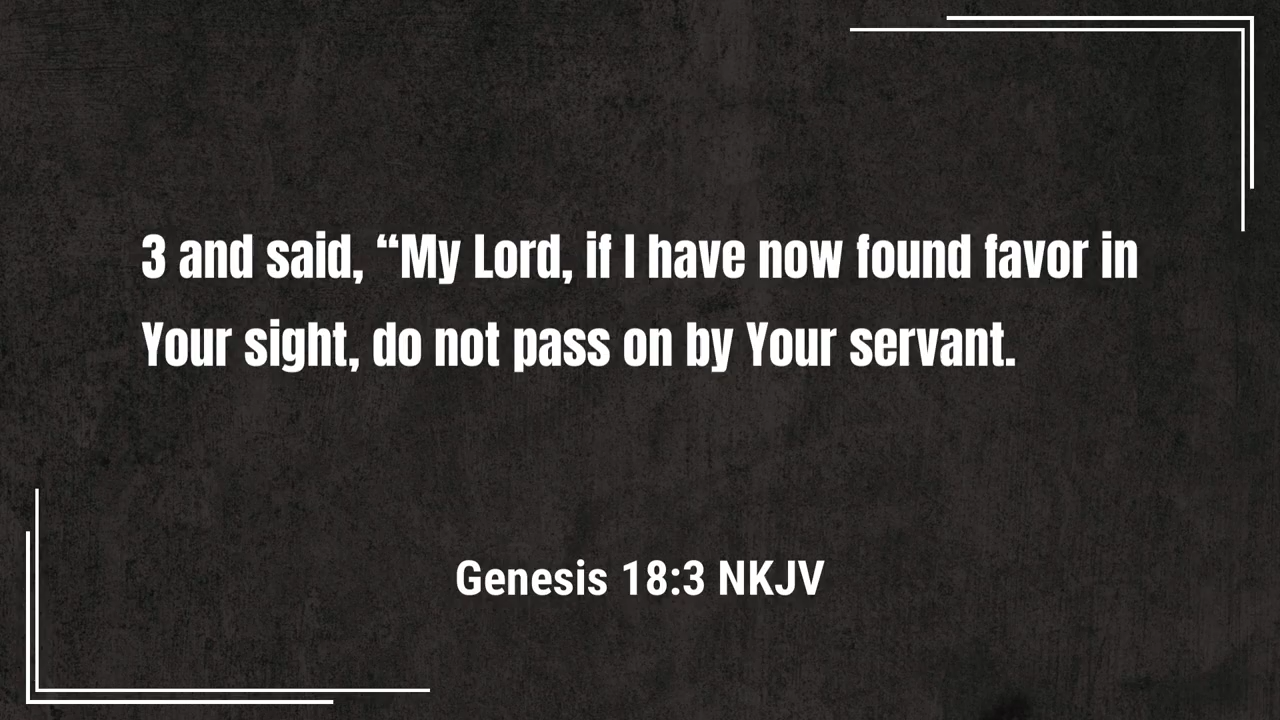 3 and said, “My Lord, if I have now found favor in
Your sight, do not pass on by Your servant.
Genesis 18:3 NKJV